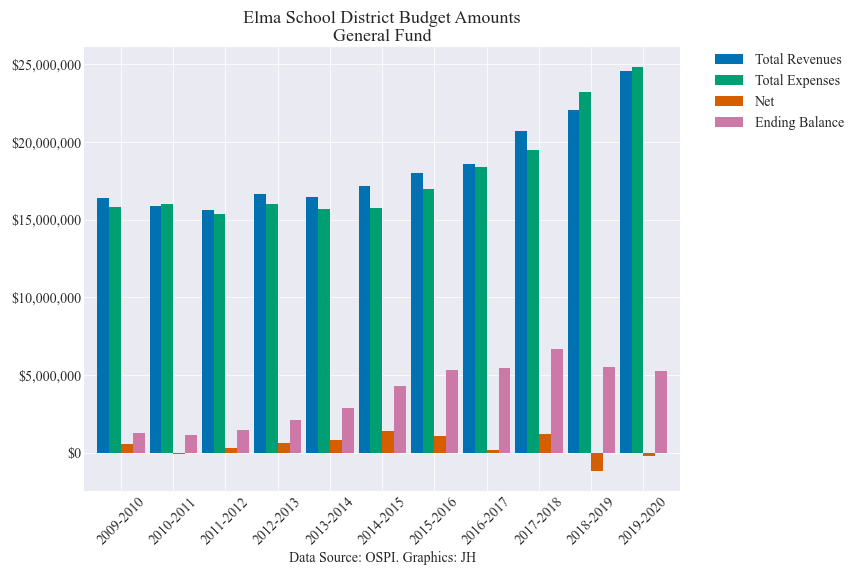 Elma School District Budget Amounts
General Fund
Total Revenues
Total Expenses
Net
Ending Balance
$25,000,000
$20,000,000
$15,000,000
$10,000,000
$5,000,000
$0
2009-2010
2010-2011
2011-2012
2012-2013
2013-2014
2014-2015
2015-2016
2016-2017
2017-2018
2018-2019
2019-2020
Data Source: OSPI. Graphics: JH